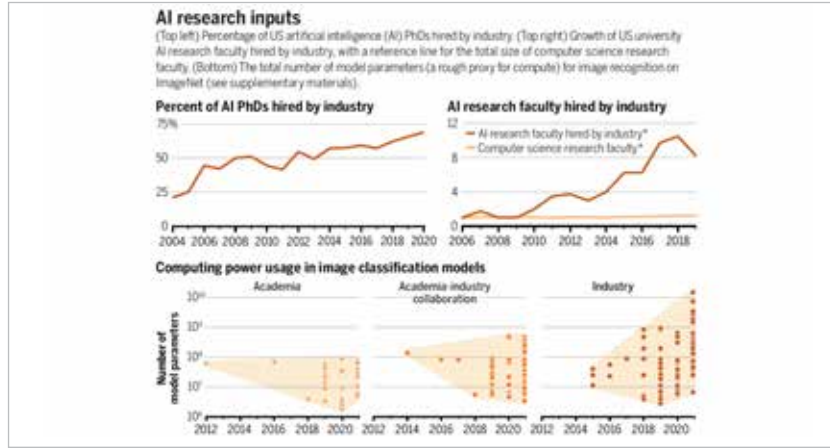 AI research inputs
(Top left) Percentage of US artificial intelligence (AI) PhDs hired by industry. (Top right) Growth of US university
AI research faculty hired by industry, with a reference line for the total size of computer science research
faculty. (Bottom) The total number of model parameters (a rough proxy for compute) for image recognition on
ImageNet (see supplementary materials).
Percent of AI PhDs hired by industry
75%
50
25
0
2004 2006 2008 2010 2012 2014 2016 2018 2020
AI research faculty hired by industry
12
8
4
0
AI research faculty hired by industry*
Computer science research faculty*
2006 2008 2010 2012 2014 2016 2018
Computing power usage in image classification models
Academia
Academia-industry
collaboration
Industry
Number of
model parameters
10¹⁰
10⁹
10⁸
10⁷
10⁶
2012 2014 2016 2018 2020
2012 2014 2016 2018 2020
2012 2014 2016 2018 2020